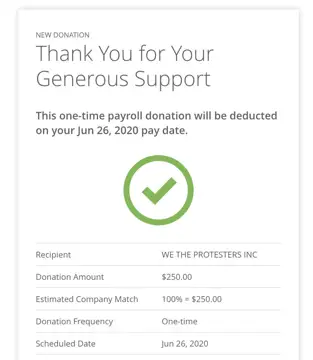 NEW DONATION
Thank You for Your
Generous Support
This one-time payroll donation will be deducted
on your Jun 26, 2020 pay date.
Recipient WE THE PROTESTERS INC
Donation Amount $250.00
Estimated Company Match 100% = $250.00
Donation Frequency One-time
Scheduled Date Jun 26, 2020